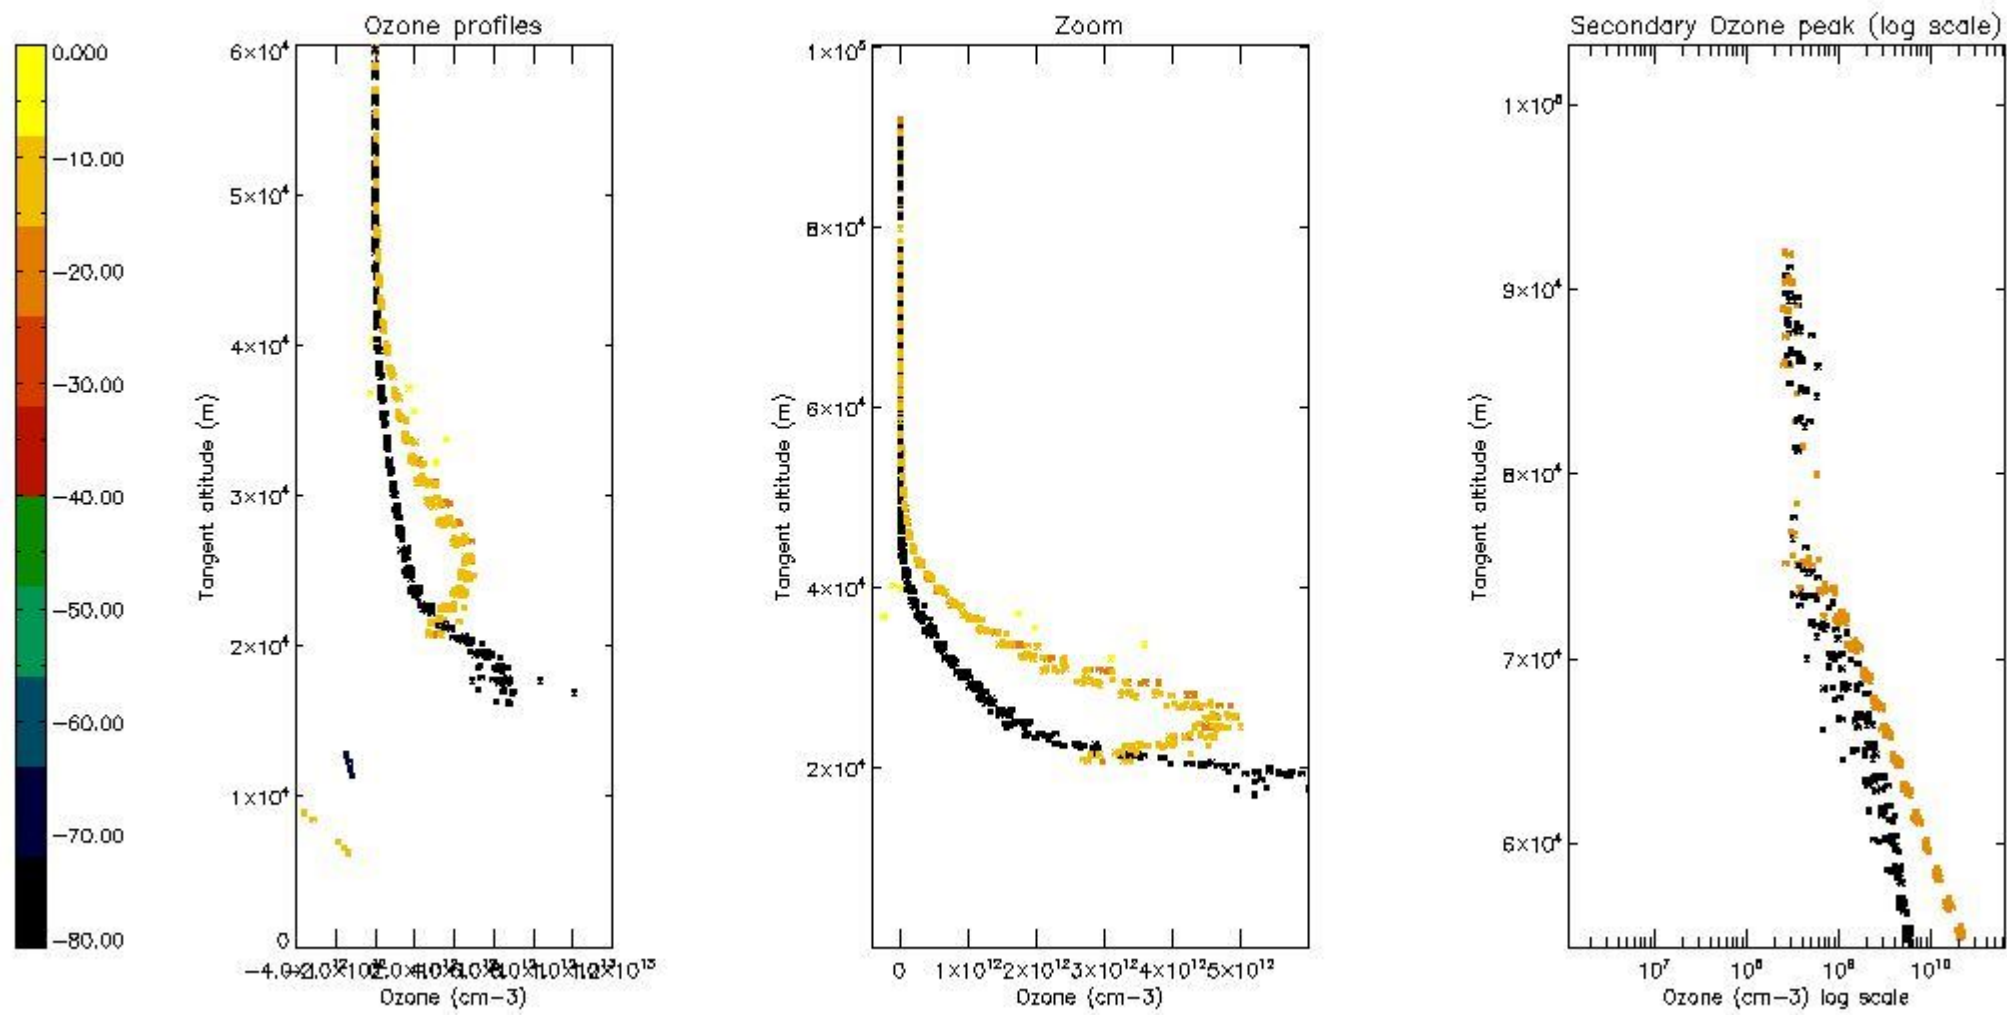 Ozone profiles
Zoom
Secondary Ozone peak (log scale)
0.000
−10.00
−20.00
−30.00
−40.00
−50.00
−60.00
−70.00
−80.00
6×10⁴
5×10⁴
4×10⁴
3×10⁴
2×10⁴
1×10⁴
0
Tangent altitude (m)
Ozone (cm−3)
1×10⁵
8×10⁴
6×10⁴
4×10⁴
2×10⁴
Tangent altitude (m)
0 1×10¹² 2×10¹² 3×10¹² 4×10¹² 5×10¹²
Ozone (cm−3)
9×10⁴
8×10⁴
7×10⁴
6×10⁴
Tangent altitude (m)
10⁷ 10⁸ 10⁹ 10¹⁰
Ozone (cm−3) log scale